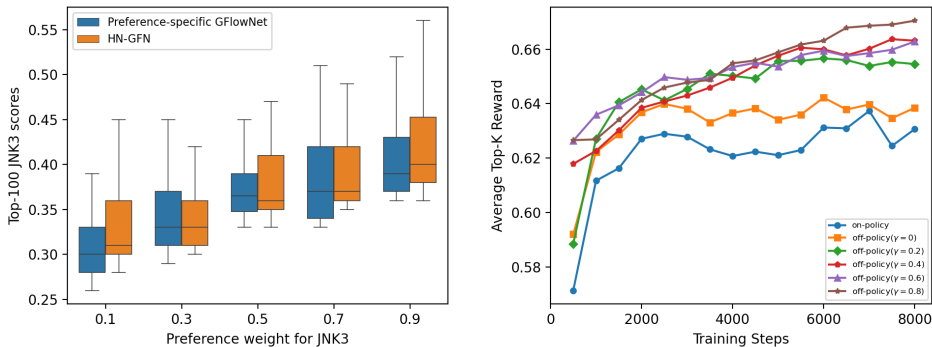 Top-100 JNK3 scores
0.55
0.50
0.45
0.40
0.35
0.30
0.25
Preference-specific GFlowNet
HN-GFN
0.1 0.3 0.5 0.7 0.9
Preference weight for JNK3
Average Top-K Reward
0.66
0.64
0.62
0.60
0.58
on-policy
off-policy(γ = 0)
off-policy(γ = 0.2)
off-policy(γ = 0.4)
off-policy(γ = 0.6)
off-policy(γ = 0.8)
0 2000 4000 6000 8000
Training Steps